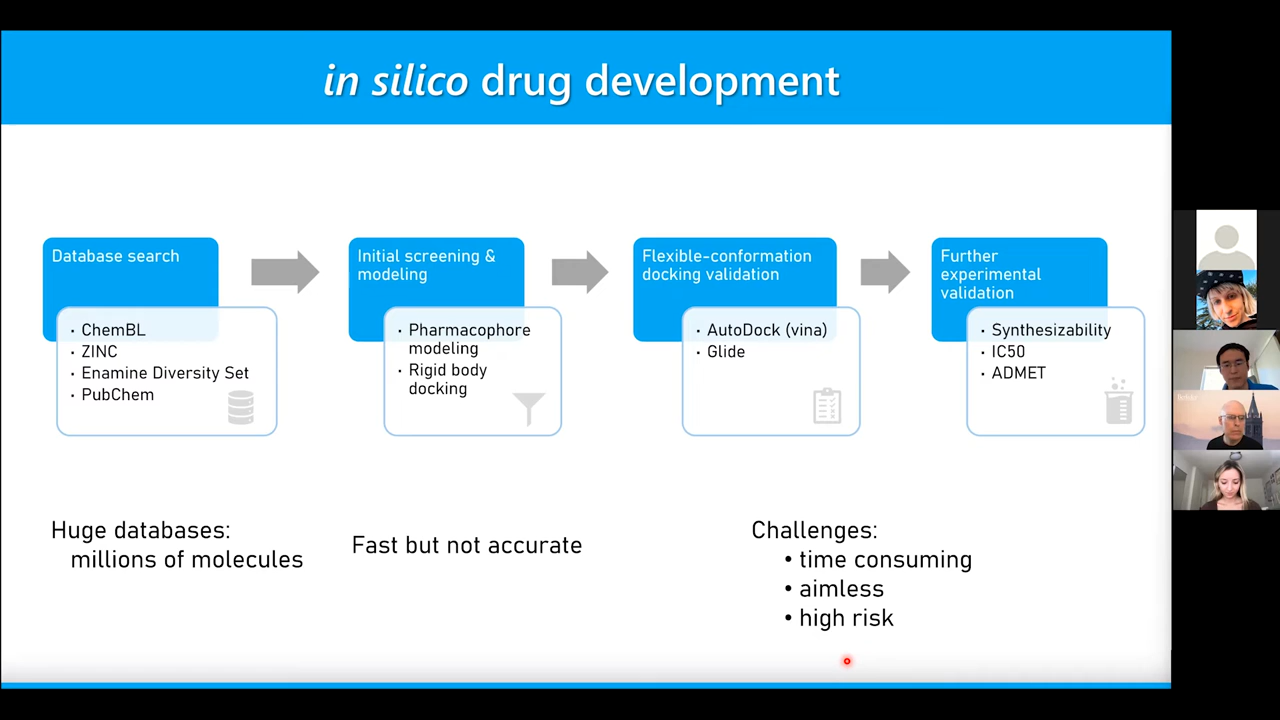 in silico drug development
Database search
ChemBL
ZINC
Enamine Diversity Set
PubChem
Initial screening &
modeling
Pharmacophore
modeling
Rigid body
docking
Flexible-conformation
docking validation
AutoDock (vina)
Glide
Further
experimental
validation
Synthesizability
IC50
ADMET
Huge databases:
millions of molecules
Fast but not accurate
Challenges:
• time consuming
• aimless
• high risk